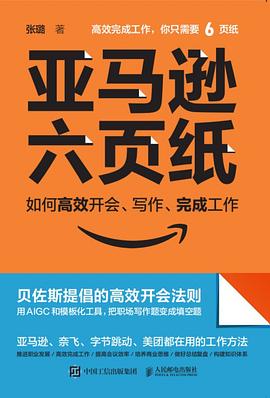 张璐 著
高效完成工作，你只需要6页纸
亚马逊
六页纸
如何高效开会、写作、完成工作
贝佐斯提倡的高效开会法则
用AIGC和模板化工具，把职场写作题变成填空题
亚马逊、奈飞、字节跳动、美团都在用的工作方法
推进职业发展/高效完成工作/提高会议效率/培养商业思维/做好总结复盘/构建知识体系
中国工信出版集团
人民邮电出版社